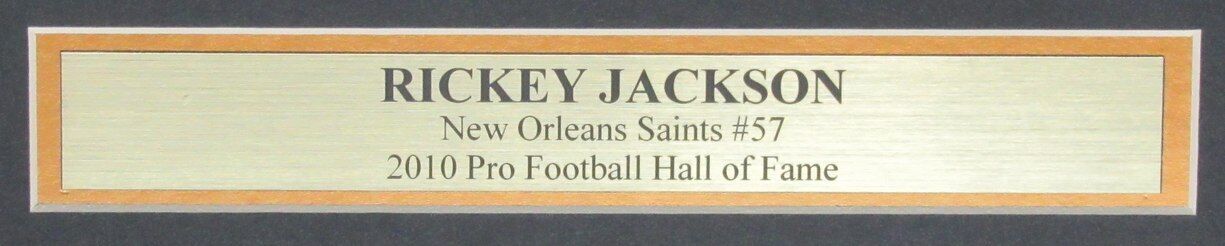 RICKEY JACKSON
New Orleans Saints #57
2010 Pro Football Hall of Fame